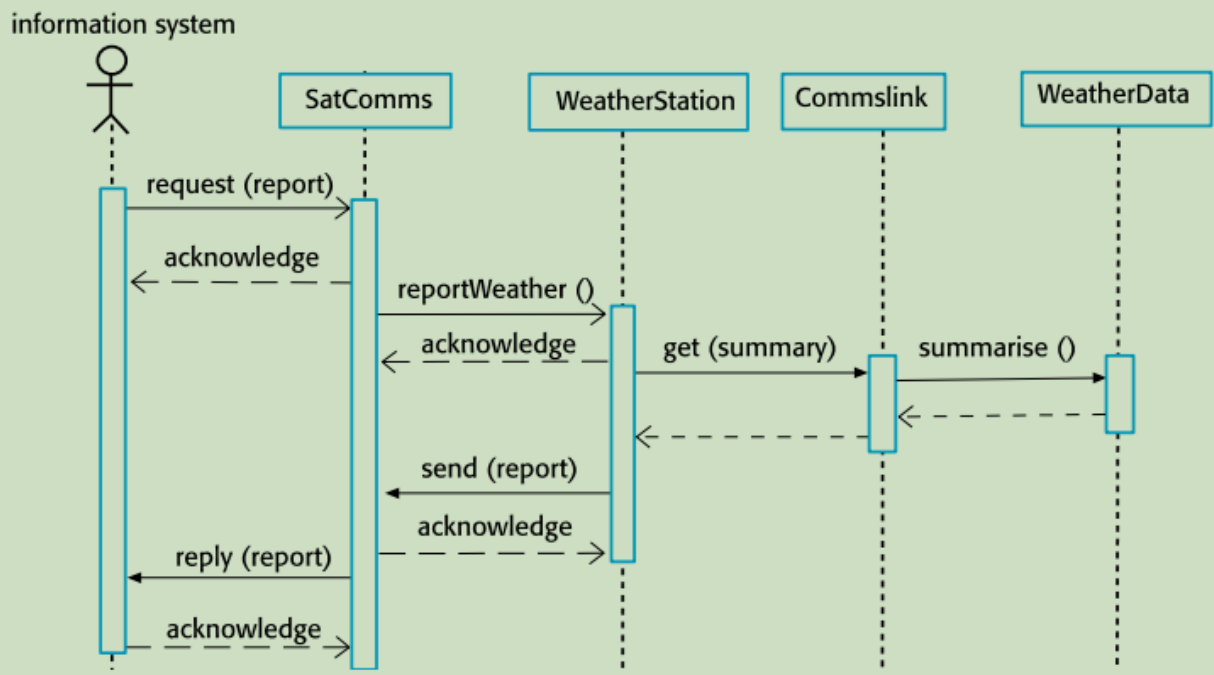 information system
SatComms
WeatherStation
Commslink
WeatherData
request (report)
acknowledge
reportWeather ()
acknowledge
get (summary)
summarise ()
send (report)
acknowledge
reply (report)
acknowledge